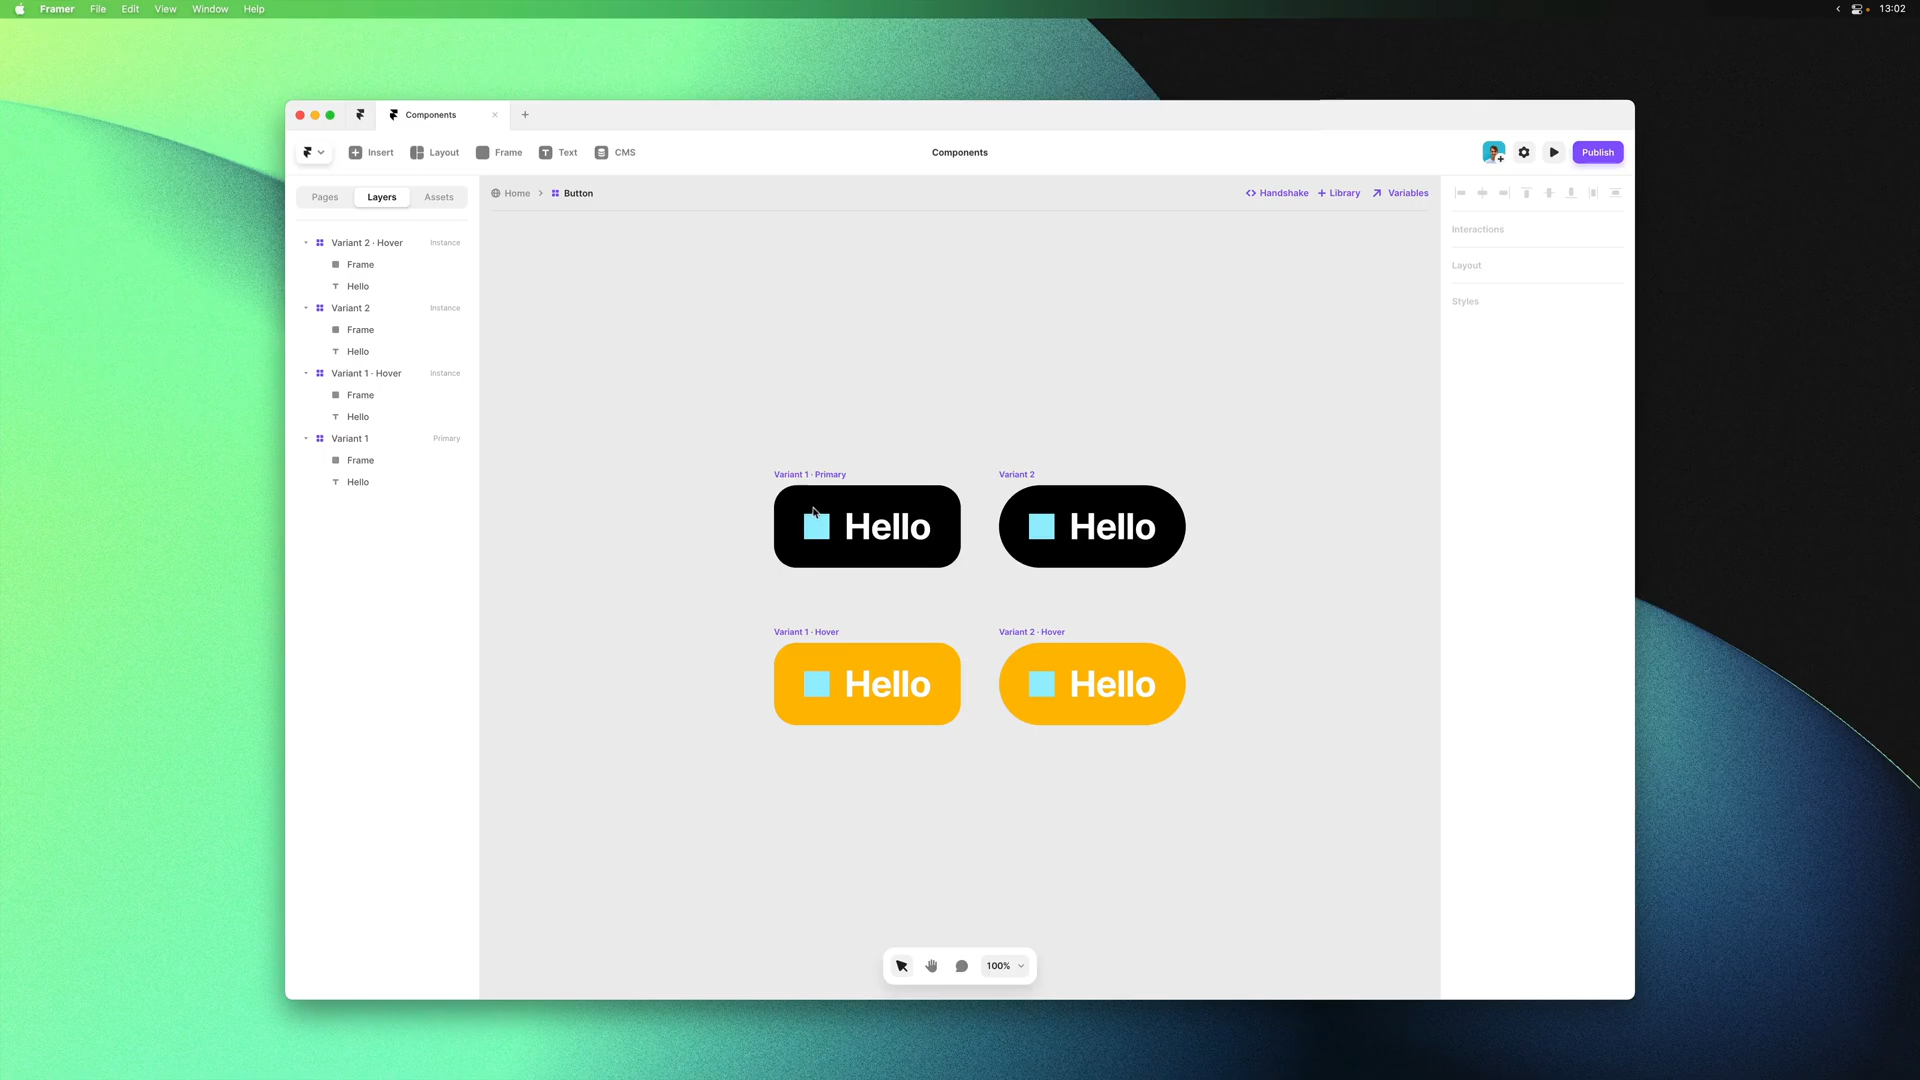 Framer File Edit View Window Help
13:02
Components
Insert Layout Frame Text CMS
Components
Publish
Pages Layers Assets
Home Button
Handshake Library Variables
Variant 2 · Hover Instance
Frame
Hello
Variant 2 Instance
Frame
Hello
Variant 1 · Hover Instance
Frame
Hello
Variant 1 Primary
Frame
Hello
Variant 1 · Primary
Hello
Variant 2
Hello
Variant 1 · Hover
Hello
Variant 2 · Hover
Hello
100%
Interactions
Layout
Styles